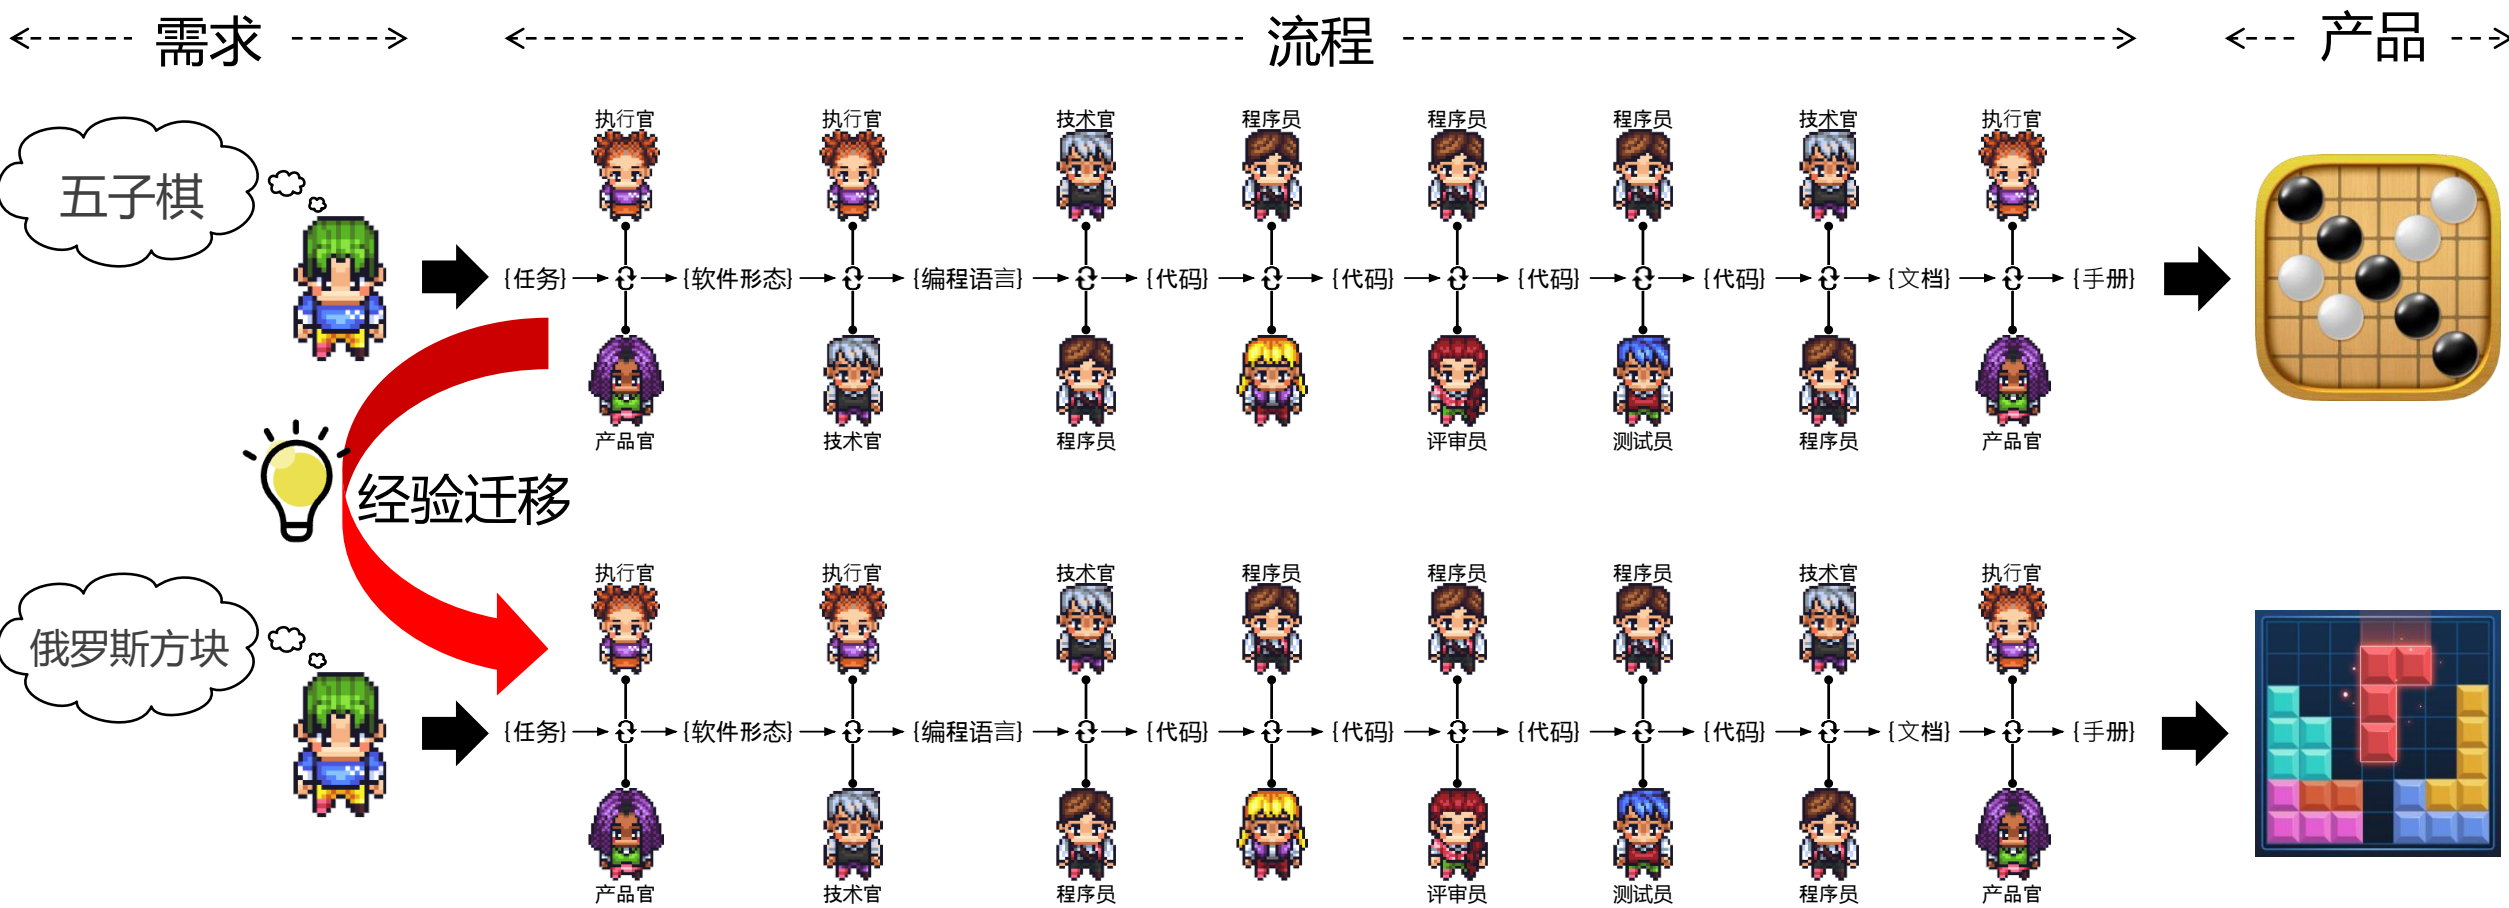 需求
流程
产品
五子棋
执行官
执行官
技术官
程序员
程序员
程序员
技术官
执行官
{任务}
{软件形态}
{编程语言}
{代码}
{代码}
{代码}
{代码}
{文档}
{手册}
产品官
技术官
程序员
评审员
测试员
程序员
产品官
经验迁移
俄罗斯方块
执行官
执行官
技术官
程序员
程序员
程序员
技术官
执行官
{任务}
{软件形态}
{编程语言}
{代码}
{代码}
{代码}
{代码}
{文档}
{手册}
产品官
技术官
程序员
评审员
测试员
程序员
产品官